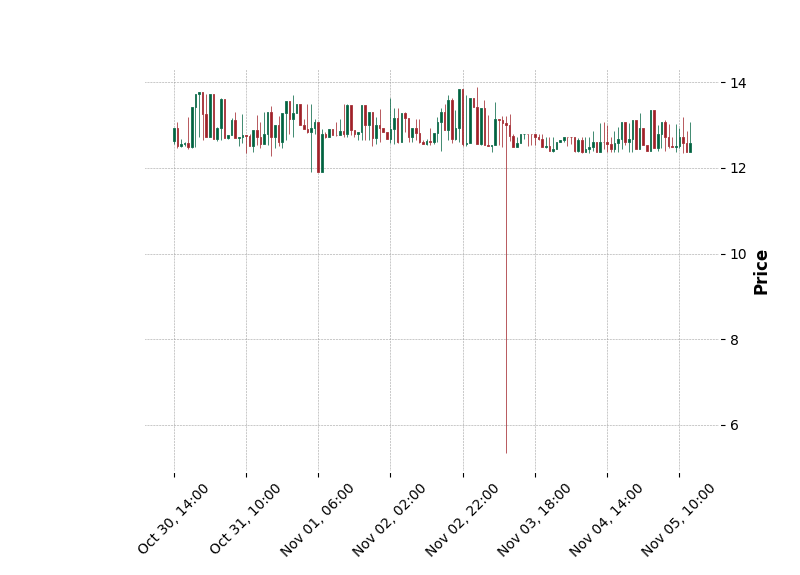 14
12
10
8
6
Price
Oct 30, 14:00
Oct 31, 10:00
Nov 01, 06:00
Nov 02, 02:00
Nov 02, 22:00
Nov 03, 18:00
Nov 04, 14:00
Nov 05, 10:00